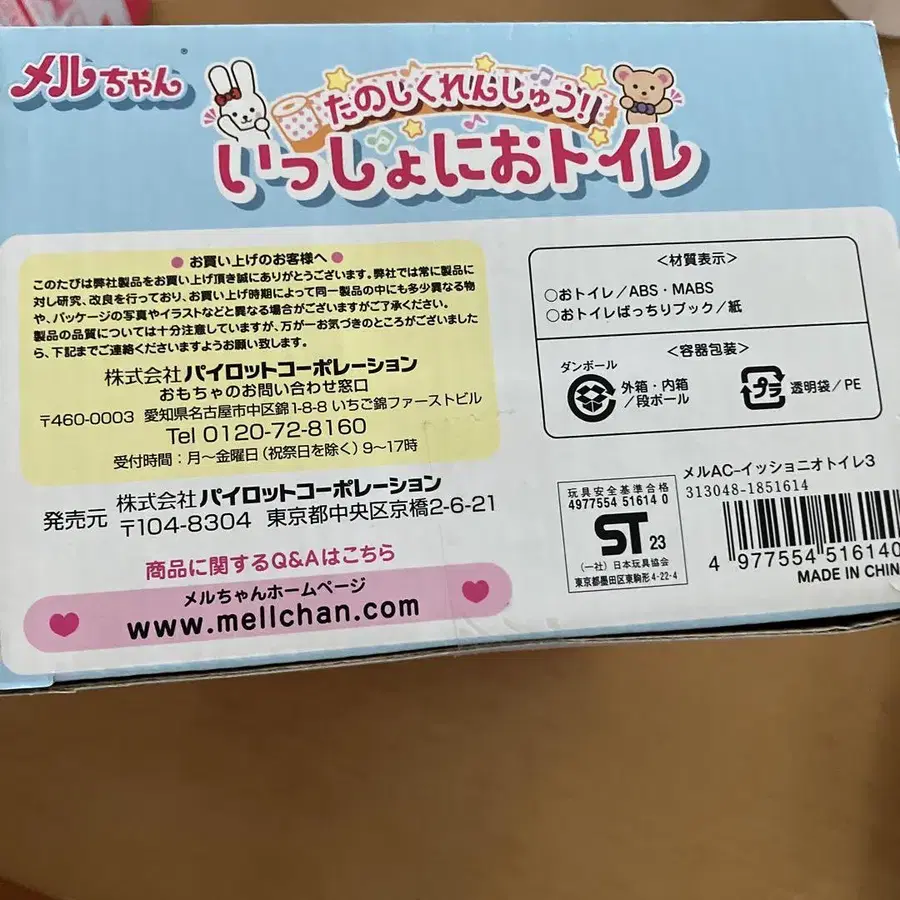 メルちゃん
たのしくれんしゅう!
いっしょにおトイレ
お買い上げのお客様へ
このたびは弊社製品をお買い上げ頂き誠にありがとうございます。弊社では常に製品に
対し研究、改良を行っており、お買い上げ時期によって同一製品の中にも多少異なる物
や、パッケージの写真やイラストなどと異なる場合がございますがご了承ください。
製品の品質については十分注意していますが、万がーお気づきのところがございました
ら、下記までご連絡くださいますようお願い致します。
株式会社 パイロットコーポレーション
おもちゃのお問い合わせ窓口
〒460-0003 愛知県名古屋市中区錦1-8-8 いちご錦ファーストビル
Tel 0120-72-8160
受付時間:月〜金曜日(祝祭日を除く) 9〜17時
発売元 株式会社 パイロットコーポレーション
〒104-8304 東京都中央区京橋2-6-21
商品に関するQ&Aはこちら
メルちゃんホームページ
www.mellchan.com
<材質表示>
○おトイレ/ABS・MABS
○おトイレばっちりブック/紙
<容器包装>
ダンボール
外箱・内箱
/段ボール
プラ
透明袋/PE
メルAC-イッショニオトイレ3
313048-1851614
玩具安全基準合格
4977554 51614 0
ST 23
(一社)日本玩具協会
東京都墨田区東駒形4-22-4
4 977554 516140
MADE IN CHIN